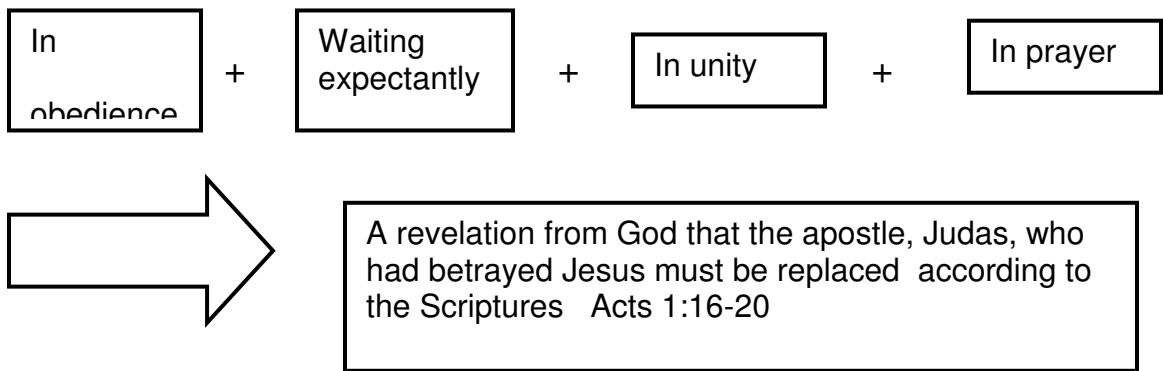 In
obedience
+
Waiting
expectantly
+
In unity
+
In prayer
A revelation from God that the apostle, Judas, who
had betrayed Jesus must be replaced  according to
the Scriptures   Acts 1:16-20